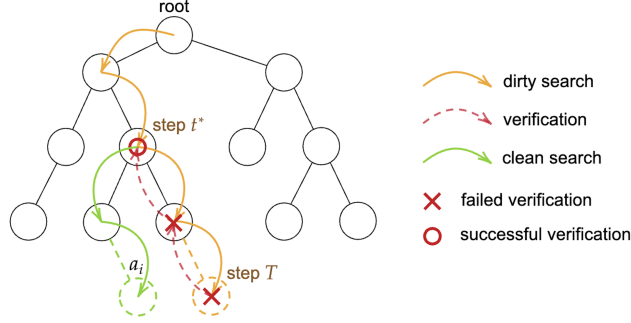 root
step t*
a_i
step T
dirty search
verification
clean search
failed verification
successful verification